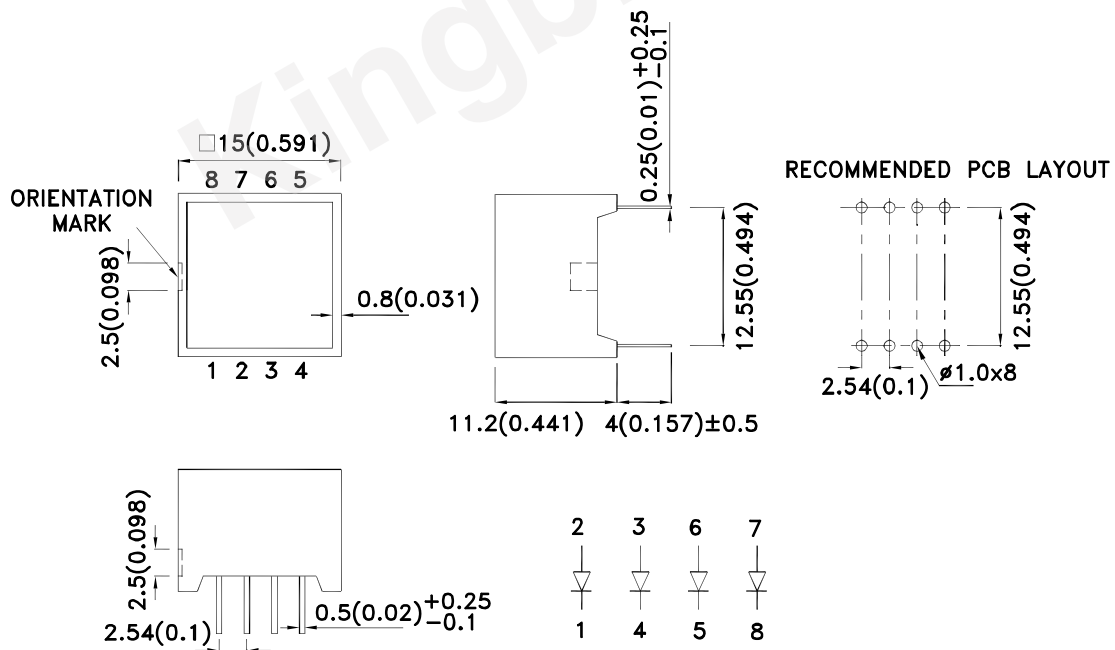 Kingb
0.25(0.01)+0.25 -0.1
□15(0.591)
8 7 6 5
ORIENTATION
MARK
2.5(0.098)
0.8(0.031)
1 2 3 4
12.55(0.494)
11.2(0.441) 4(0.157)±0.5
RECOMMENDED PCB LAYOUT
12.55(0.494)
2.54(0.1)
ø1.0x8
2.5(0.098)
2.54(0.1)
0.5(0.02)+0.25 -0.1
2 3 6 7
1 4 5 8